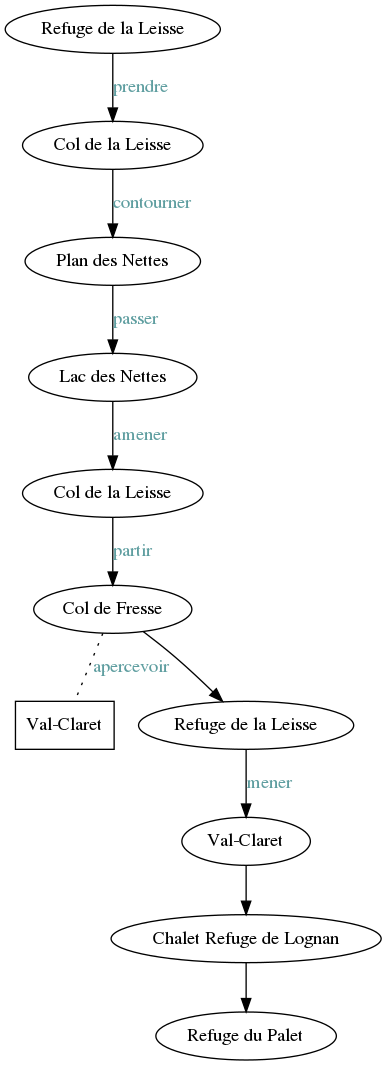 Refuge de la Leisse
prendre
Col de la Leisse
contourner
Plan des Nettes
passer
Lac des Nettes
amener
Col de la Leisse
partir
Col de Fresse
apercevoir
Val-Claret
Refuge de la Leisse
mener
Val-Claret
Chalet Refuge de Lognan
Refuge du Palet